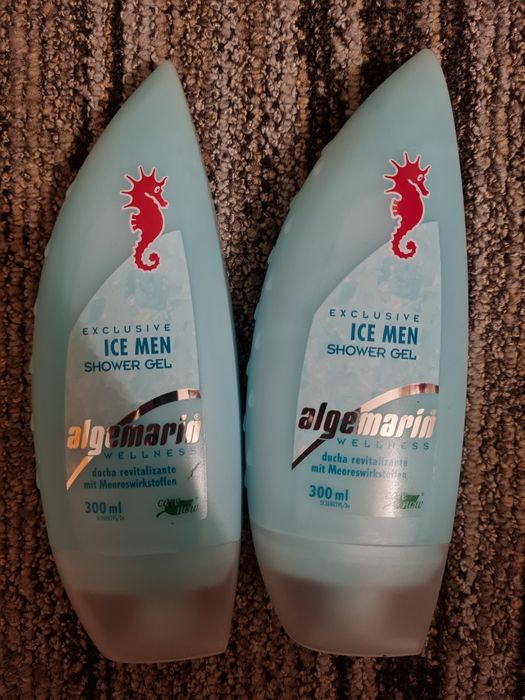 EXCLUSIVE
ICE MEN
SHOWER GEL
algemarin
WELLNESS
ducha revitalizante
mit Meereswirkstoffen
300 ml
EXCLUSIVE
ICE MEN
SHOWER GEL
algemarin
WELLNESS
ducha revitalizante
mit Meereswirkstoffen
300 ml